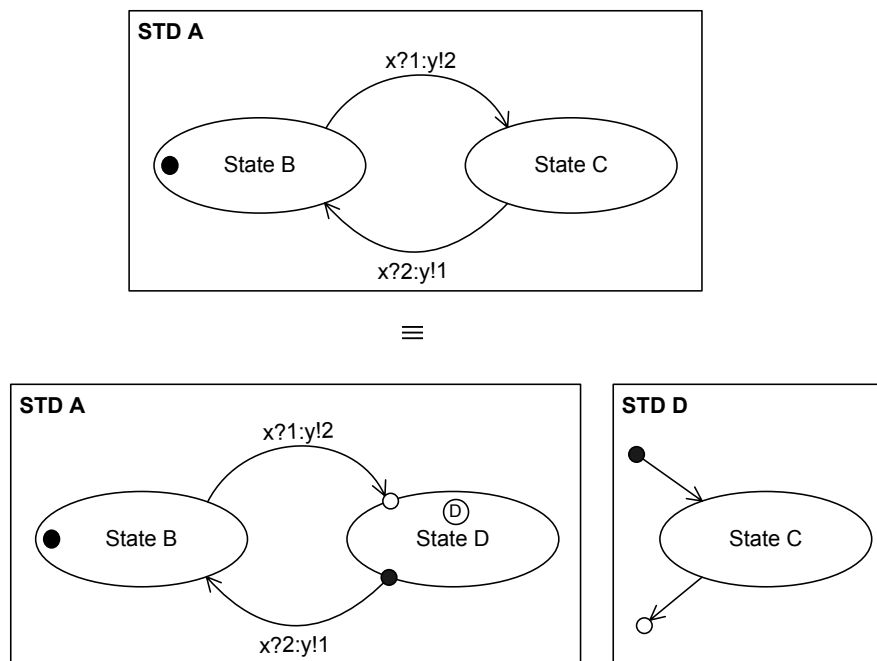 STD A
x?1:y!2
State B
State C
x?2:y!1
≡
STD A
STD D
x?1:y!2
D
State B
State D
State C
x?2:y!1